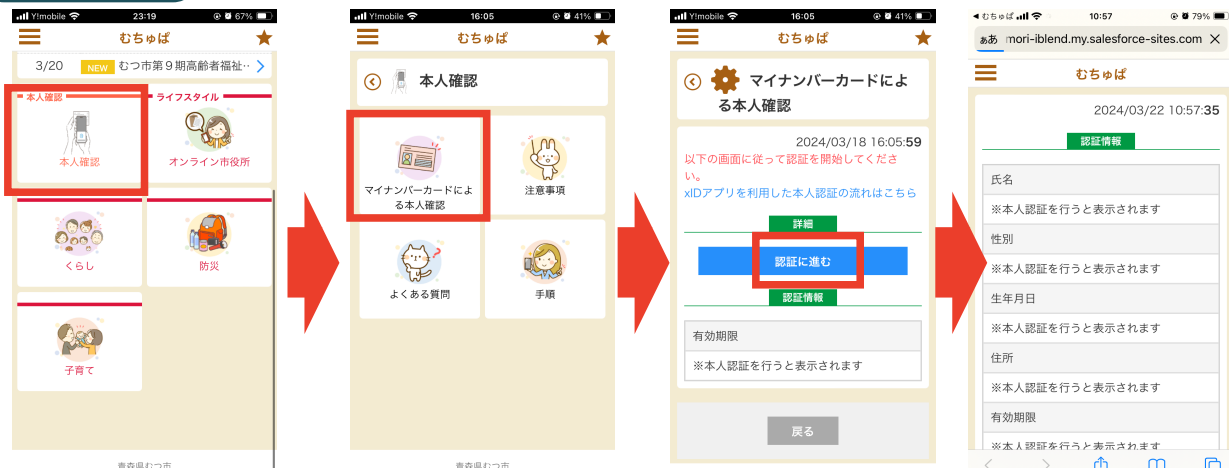 Y!mobile 23:19 67%
むちゅぱ
3/20 NEW むつ市第9期高齢者福祉‥
本人確認
本人確認
ライフスタイル
オンライン市役所
くらし
防災
子育て
青森県むつ市
Y!mobile 16:05 41%
むちゅぱ
本人確認
マイナンバーカードによ
る本人確認
注意事項
よくある質問
手順
青森県むつ市
Y!mobile 16:05 41%
むちゅぱ
マイナンバーカードによ
る本人確認
2024/03/18 16:05:59
以下の画面に従って認証を開始してくださ
い。
xIDアプリを利用した本人認証の流れはこちら
詳細
認証に進む
認証情報
有効期限
※本人認証を行うと表示されます
戻る
むちゅぱ 10:57 79%
ああ mori-iblend.my.salesforce-sites.com
むちゅぱ
2024/03/22 10:57:35
認証情報
氏名
※本人認証を行うと表示されます
性別
※本人認証を行うと表示されます
生年月日
※本人認証を行うと表示されます
住所
※本人認証を行うと表示されます
有効期限
※本人認証を行うと表示されます